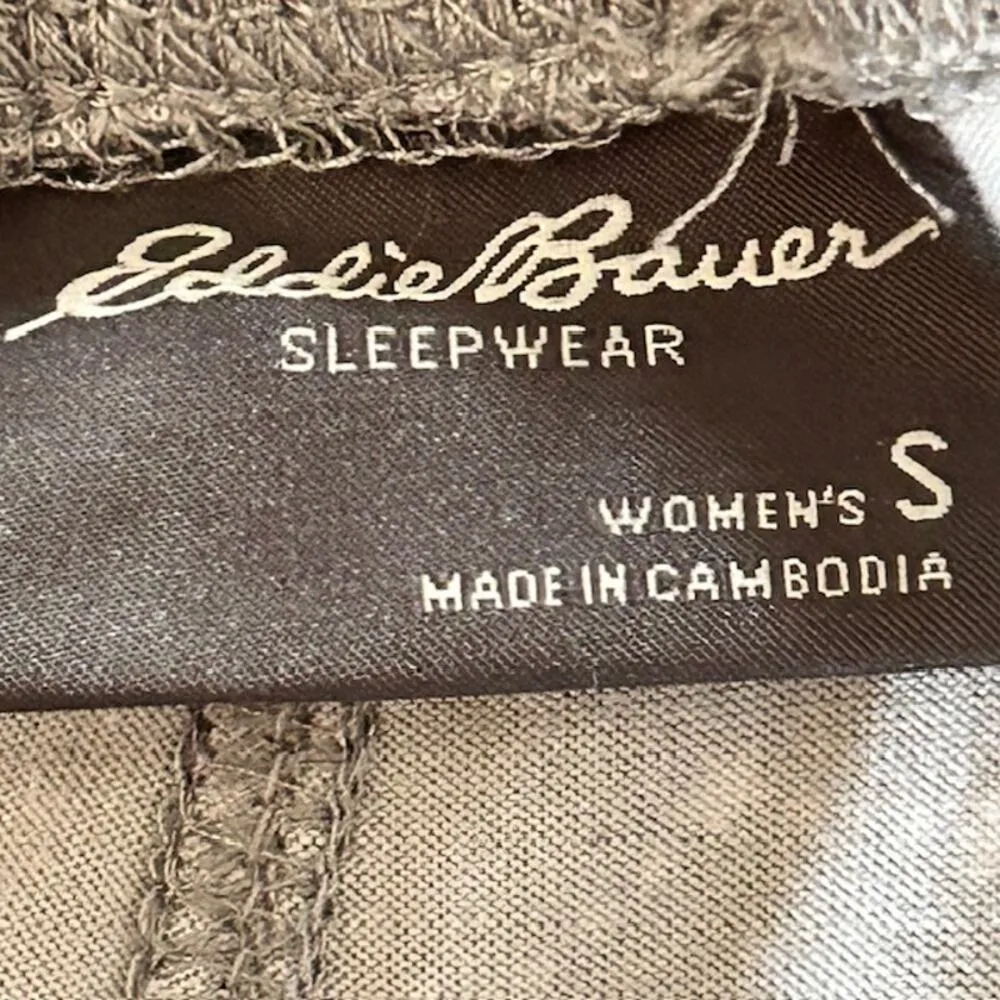 Eddie Bauer
SLEEPWEAR
WOMEN'S S
MADE IN CAMBODIA